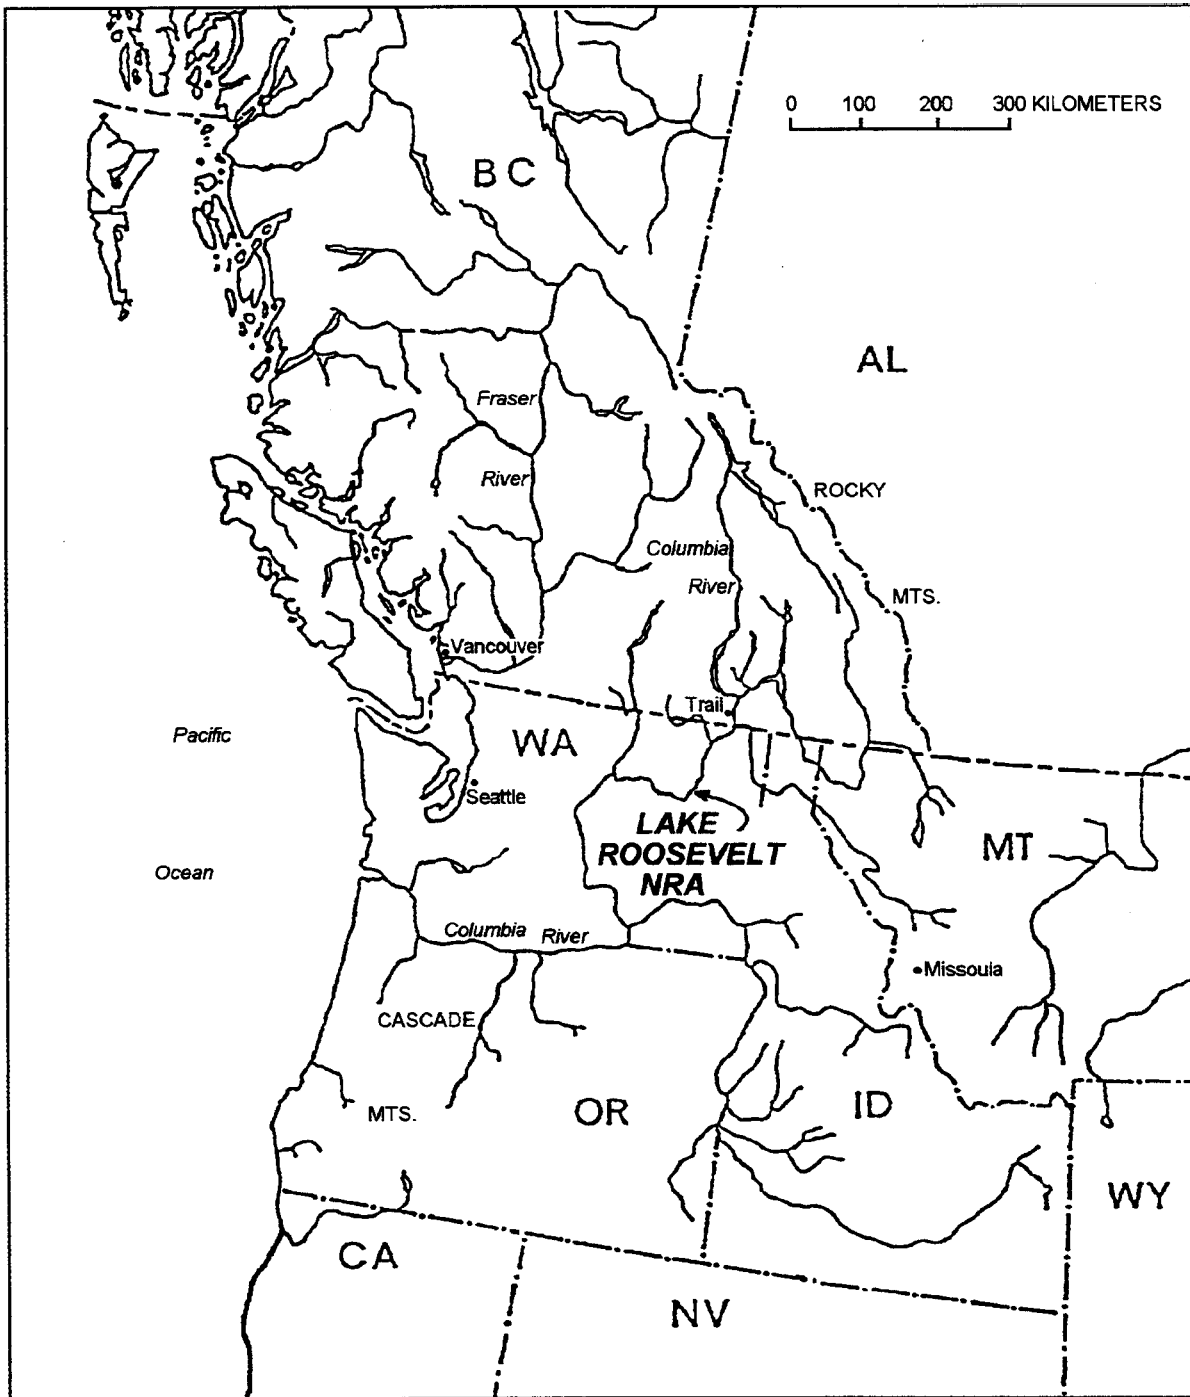 0 100 200 300 KILOMETERS
BC
AL
Fraser
River
ROCKY
Columbia
River
MTS.
Vancouver
Trail
Pacific
WA
Seattle
LAKE
ROOSEVELT
NRA
MT
Ocean
Columbia River
Missoula
CASCADE
MTS.
OR
ID
WY
CA
NV